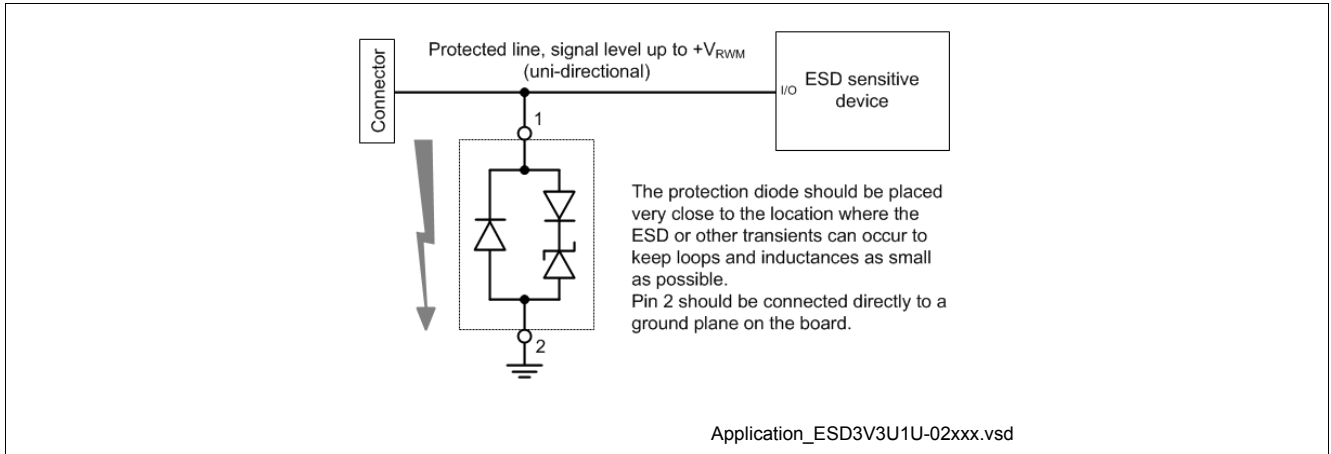 Connector
Protected line, signal level up to +VRWM
(uni-directional)
I/O
ESD sensitive
device
1
The protection diode should be placed
very close to the location where the
ESD or other transients can occur to
keep loops and inductances as small
as possible.
Pin 2 should be connected directly to a
ground plane on the board.
2
Application_ESD3V3U1U-02xxx.vsd